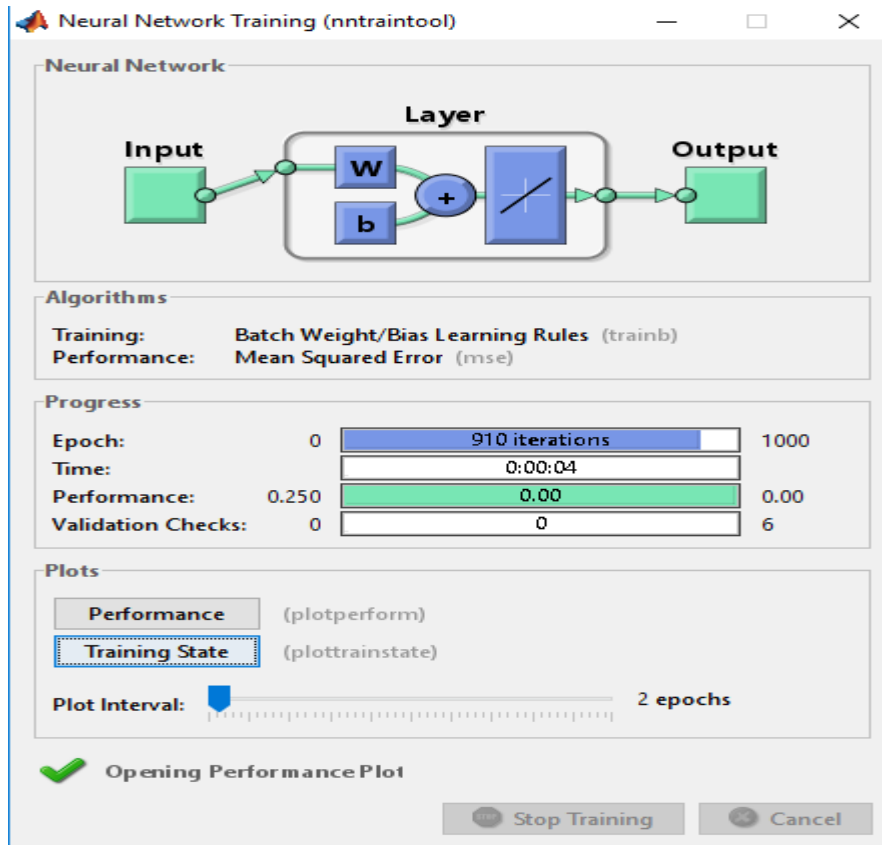 Neural Network Training (nntraintool)
Neural Network
Layer
Input
Output
W
+
b
Algorithms
Training: Batch Weight/Bias Learning Rules (trainb)
Performance: Mean Squared Error (mse)
Progress
Epoch: 0 910 iterations 1000
Time: 0:00:04
Performance: 0.250 0.00 0.00
Validation Checks: 0 0 6
Plots
Performance (plotperform)
Training State (plottrainstate)
Plot Interval: 2 epochs
Opening Performance Plot
STOP Stop Training Cancel